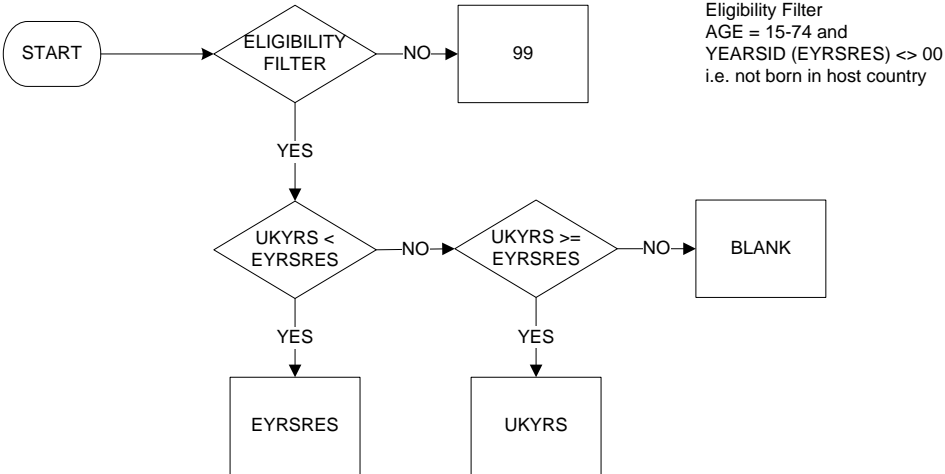 START
ELIGIBILITY
FILTER
NO
99
Eligibility Filter
AGE = 15-74 and
YEARSID (EYRSRES) <> 00
i.e. not born in host country
YES
UKYRS <
EYRSRES
NO
UKYRS >=
EYRSRES
NO
BLANK
YES
YES
EYRSRES
UKYRS